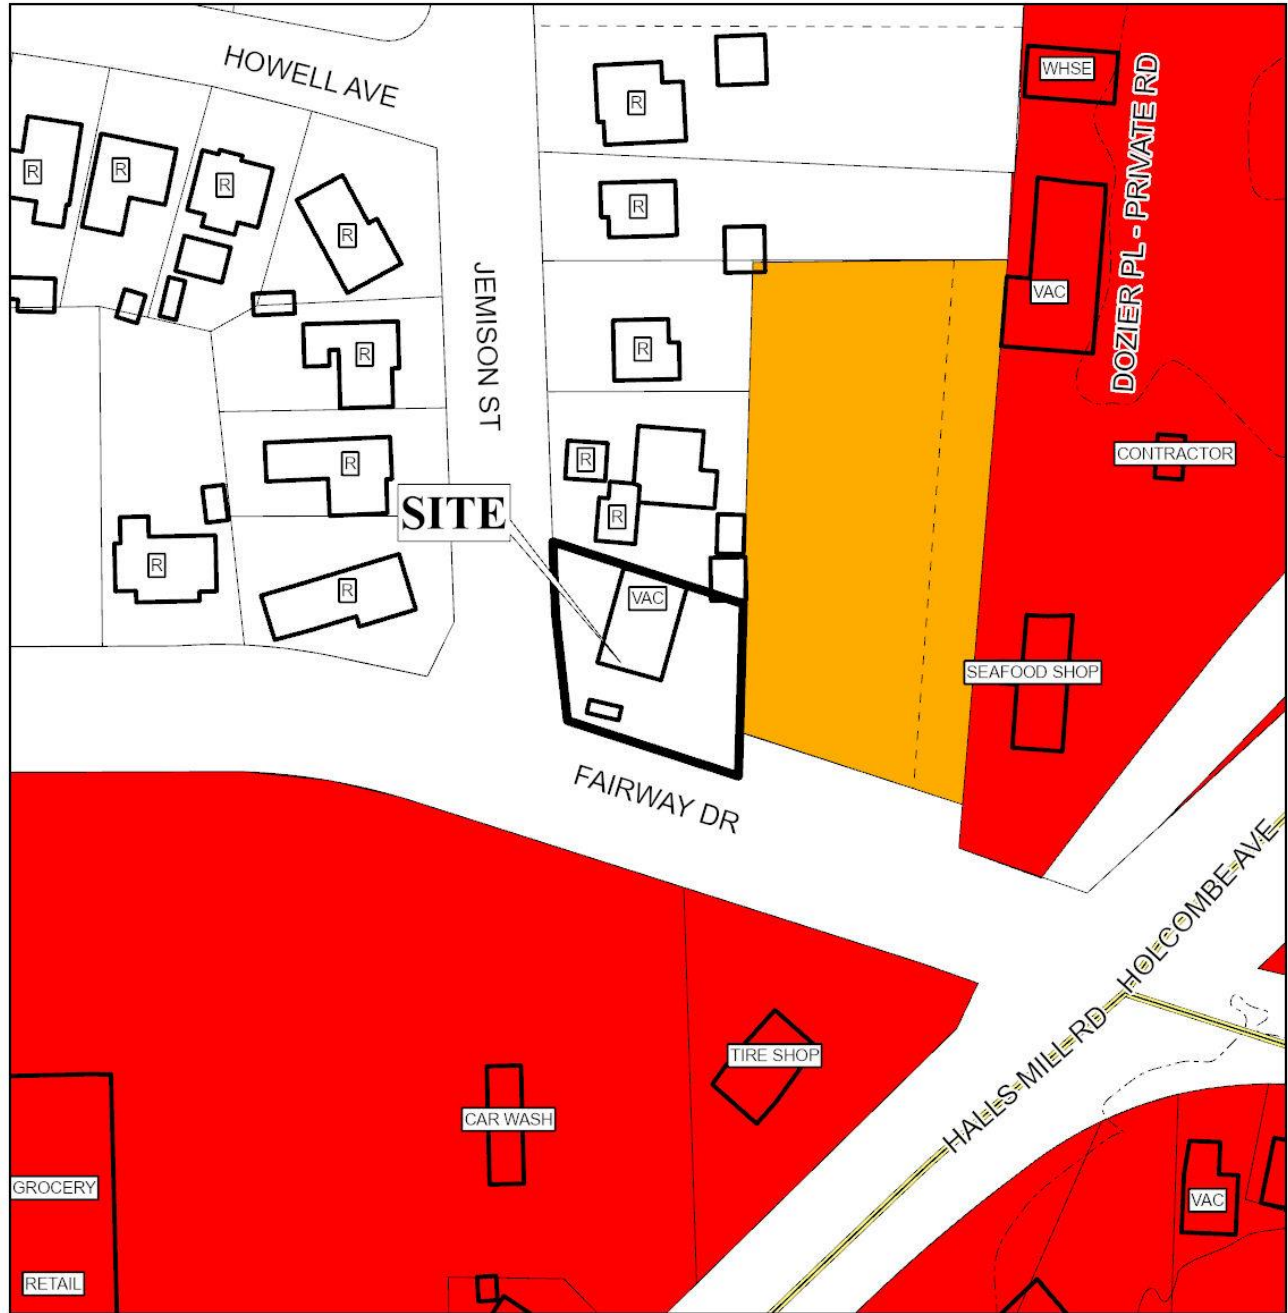 HOWELL AVE
WHSE
R
DOZIER PL - PRIVATE RD
R
R
R
R
R
R
JEMISON ST
VAC
R
R
CONTRACTOR
R
R
SITE
R
R
R
VAC
SEAFOOD SHOP
FAIRWAY DR
HOLCOMBE AVE
HALLS MILL RD
TIRE SHOP
CAR WASH
GROCERY
VAC
RETAIL